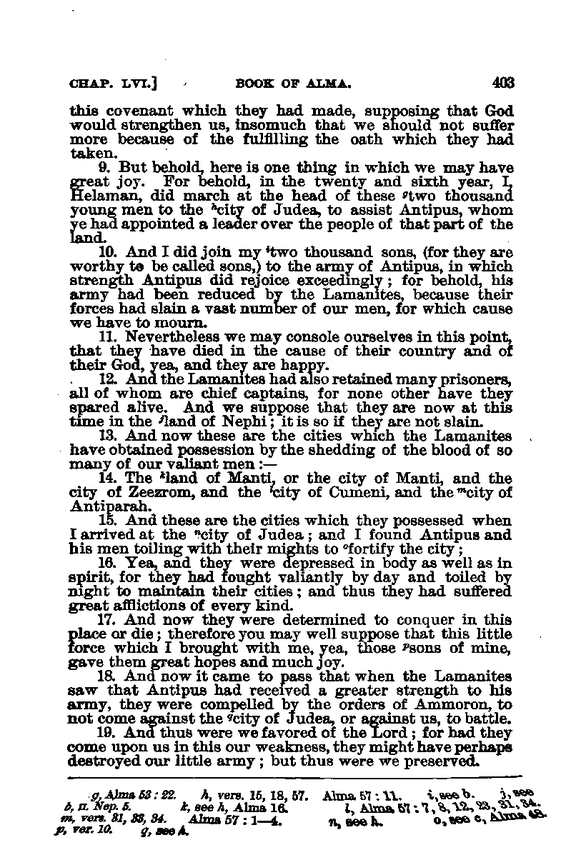 CHAP. LVI.] BOOK OF ALMA. 403
this covenant which they had made, supposing that God
would strengthen us, insomuch that we should not suffer
more because of the fulfilling the oath which they had
taken.
9. But behold, here is one thing in which we may have
great joy. For behold, in the twenty and sixth year, I,
Helaman, did march at the head of these ᵍtwo thousand
young men to the ʰcity of Judea, to assist Antipus, whom
ye had appointed a leader over the people of that part of the
land.
10. And I did join my ⁱtwo thousand sons, (for they are
worthy to be called sons,) to the army of Antipus, in which
strength Antipus did rejoice exceedingly; for behold, his
army had been reduced by the Lamanites, because their
forces had slain a vast number of our men, for which cause
we have to mourn.
11. Nevertheless we may console ourselves in this point,
that they have died in the cause of their country and of
their God, yea, and they are happy.
12. And the Lamanites had also retained many prisoners,
all of whom are chief captains, for none other have they
spared alive. And we suppose that they are now at this
time in the ʲland of Nephi; it is so if they are not slain.
13. And now these are the cities which the Lamanites
have obtained possession by the shedding of the blood of so
many of our valiant men:—
14. The ᵏland of Manti, or the city of Manti, and the
city of Zeezrom, and the ˡcity of Cumeni, and the ᵐcity of
Antiparah.
15. And these are the cities which they possessed when
I arrived at the ⁿcity of Judea; and I found Antipus and
his men toiling with their mights to ᵒfortify the city;
16. Yea, and they were depressed in body as well as in
spirit, for they had fought valiantly by day and toiled by
night to maintain their cities; and thus they had suffered
great afflictions of every kind.
17. And now they were determined to conquer in this
place or die; therefore you may well suppose that this little
force which I brought with me, yea, those ᵖsons of mine,
gave them great hopes and much joy.
18. And now it came to pass that when the Lamanites
saw that Antipus had received a greater strength to his
army, they were compelled by the orders of Ammoron, to
not come against the qcity of Judea, or against us, to battle.
19. And thus were we favored of the Lord; for had they
come upon us in this our weakness, they might have perhaps
destroyed our little army; but thus were we preserved.
g, Alma 53: 22. h, vers. 15, 18, 57. Alma 57: 11. i, see b. j, see
b, II. Nep. 5. k, see h, Alma 16. l, Alma 57: 7, 8, 12, 23, 31, 34.
m, vers. 31, 33, 34. Alma 57: 1—4. n, see h. o, see c, Alma 48.
p, ver. 10. q, see h.